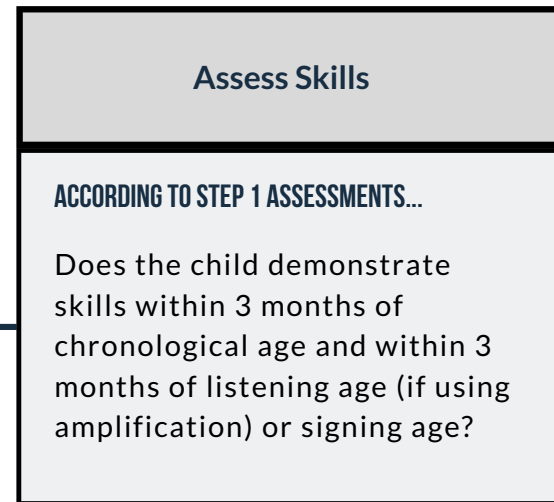 Assess Skills
ACCORDING TO STEP 1 ASSESSMENTS...
Does the child demonstrate
skills within 3 months of
chronological age and within 3
months of listening age (if using
amplification) or signing age?